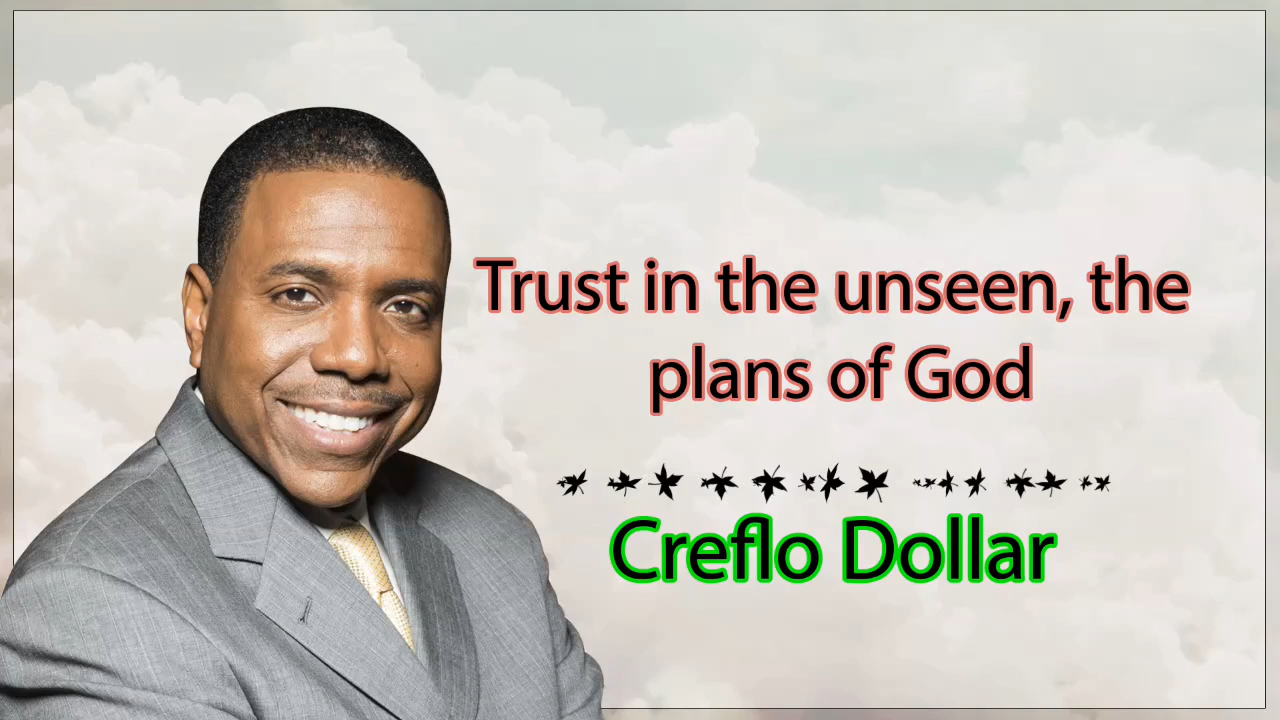 Trust in the unseen, the
plans of God
Creflo Dollar